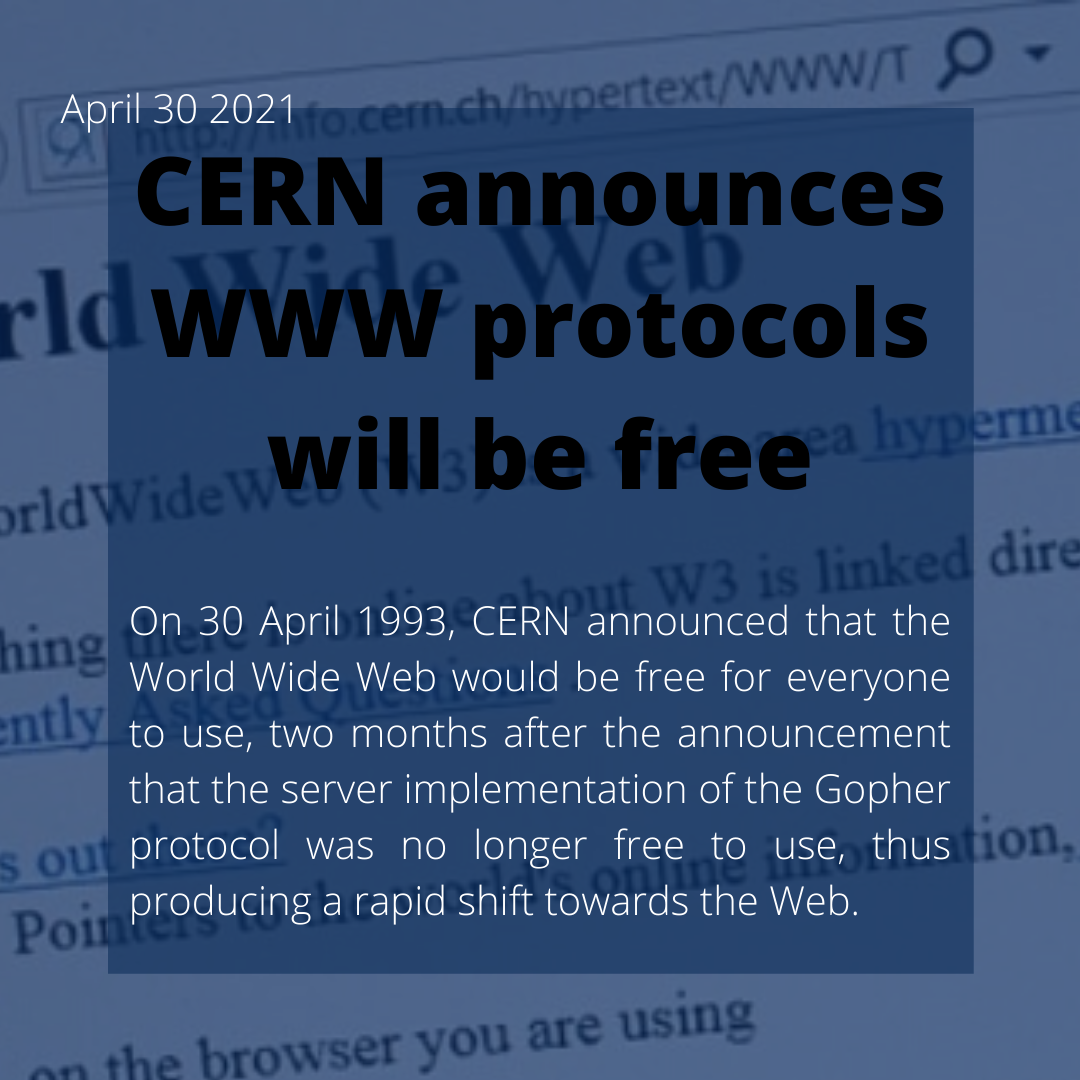 http://info.cern.ch/hypertext/WWW/T
April 30 2021
CERN announces
WWW protocols
will be free
rld Wide Web
orldWideWeb (W3) is a wide-area hyperme
hing there is online about W3 is linked dire
ently Asked Questions
On 30 April 1993, CERN announced that the
World Wide Web would be free for everyone
to use, two months after the announcement
that the server implementation of the Gopher
protocol was no longer free to use, thus
producing a rapid shift towards the Web.
s out there?
Pointers to the world's online information,
on the browser you are using